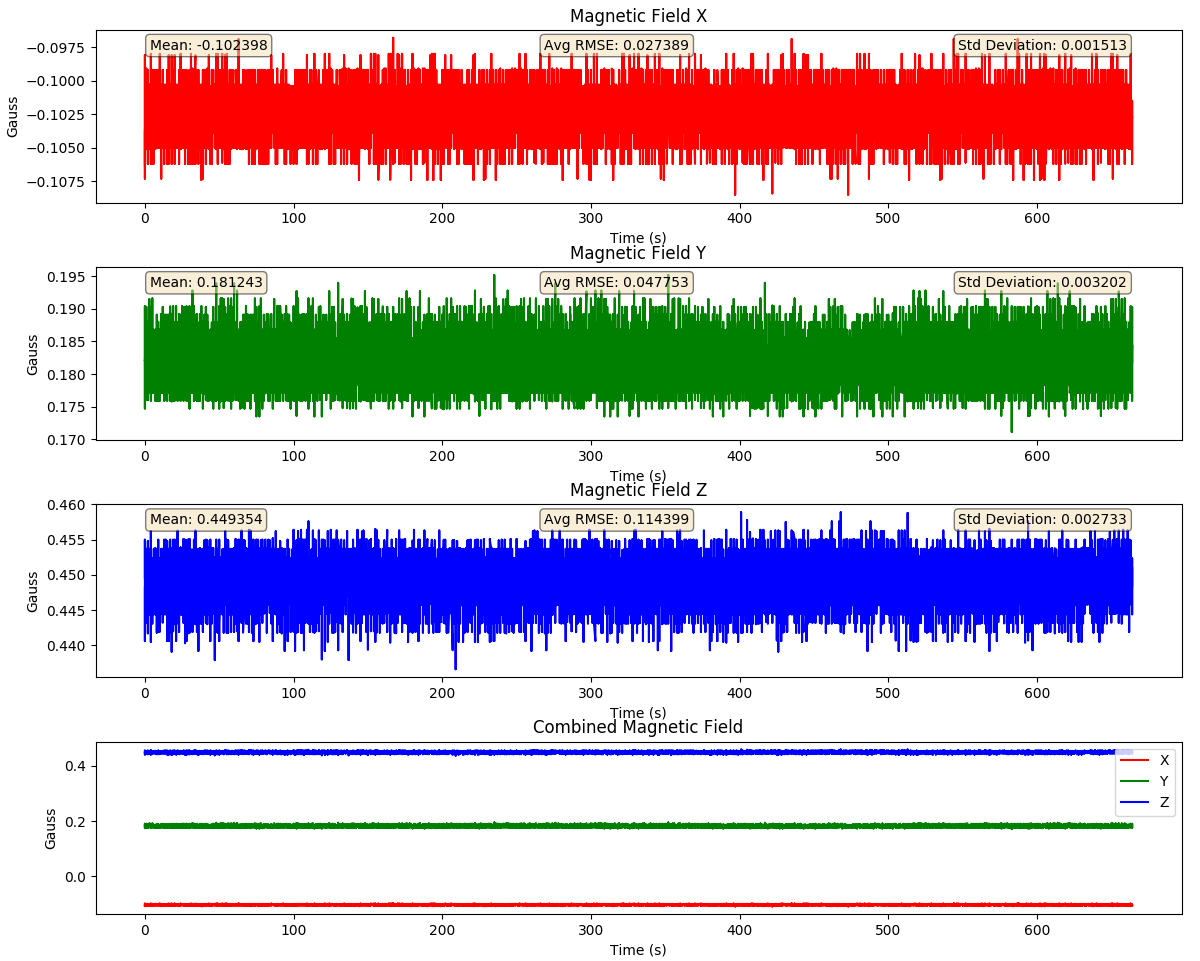 Magnetic Field X
Mean: -0.102398
Avg RMSE: 0.027389
Std Deviation: 0.001513
−0.0975
−0.1000
−0.1025
−0.1050
−0.1075
Gauss
0 100 200 300 400 500 600
Time (s)
Magnetic Field Y
Mean: 0.181243
Avg RMSE: 0.047753
Std Deviation: 0.003202
0.195
0.190
0.185
0.180
0.175
0.170
Gauss
0 100 200 300 400 500 600
Time (s)
Magnetic Field Z
Mean: 0.449354
Avg RMSE: 0.114399
Std Deviation: 0.002733
0.460
0.455
0.450
0.445
0.440
Gauss
0 100 200 300 400 500 600
Time (s)
Combined Magnetic Field
X
Y
Z
0.4
0.2
0.0
Gauss
0 100 200 300 400 500 600
Time (s)